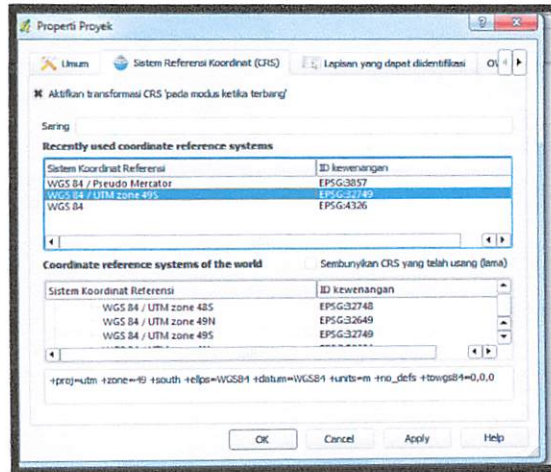 Properti Proyek
Umum
Sistem Referensi Koordinat (CRS)
Lapisan yang dapat diidentifikasi
Aktifkan transformasi CRS 'pada modus ketika terbang'
Saring
Recently used coordinate reference systems
Sistem Koordinat Referensi ID kewenangan
WGS 84 / Pseudo Mercator EPSG:3857
WGS 84 / UTM zone 49S EPSG:32749
WGS 84 EPSG:4326
Coordinate reference systems of the world Sembunyikan CRS yang telah usang (lama)
Sistem Koordinat Referensi ID kewenangan
WGS 84 / UTM zone 48S EPSG:32748
WGS 84 / UTM zone 49N EPSG:32649
WGS 84 / UTM zone 49S EPSG:32749
+proj=utm +zone=49 +south +ellps=WGS84 +datum=WGS84 +units=m +no_defs +towgs84=0,0,0
OK Cancel Apply Help